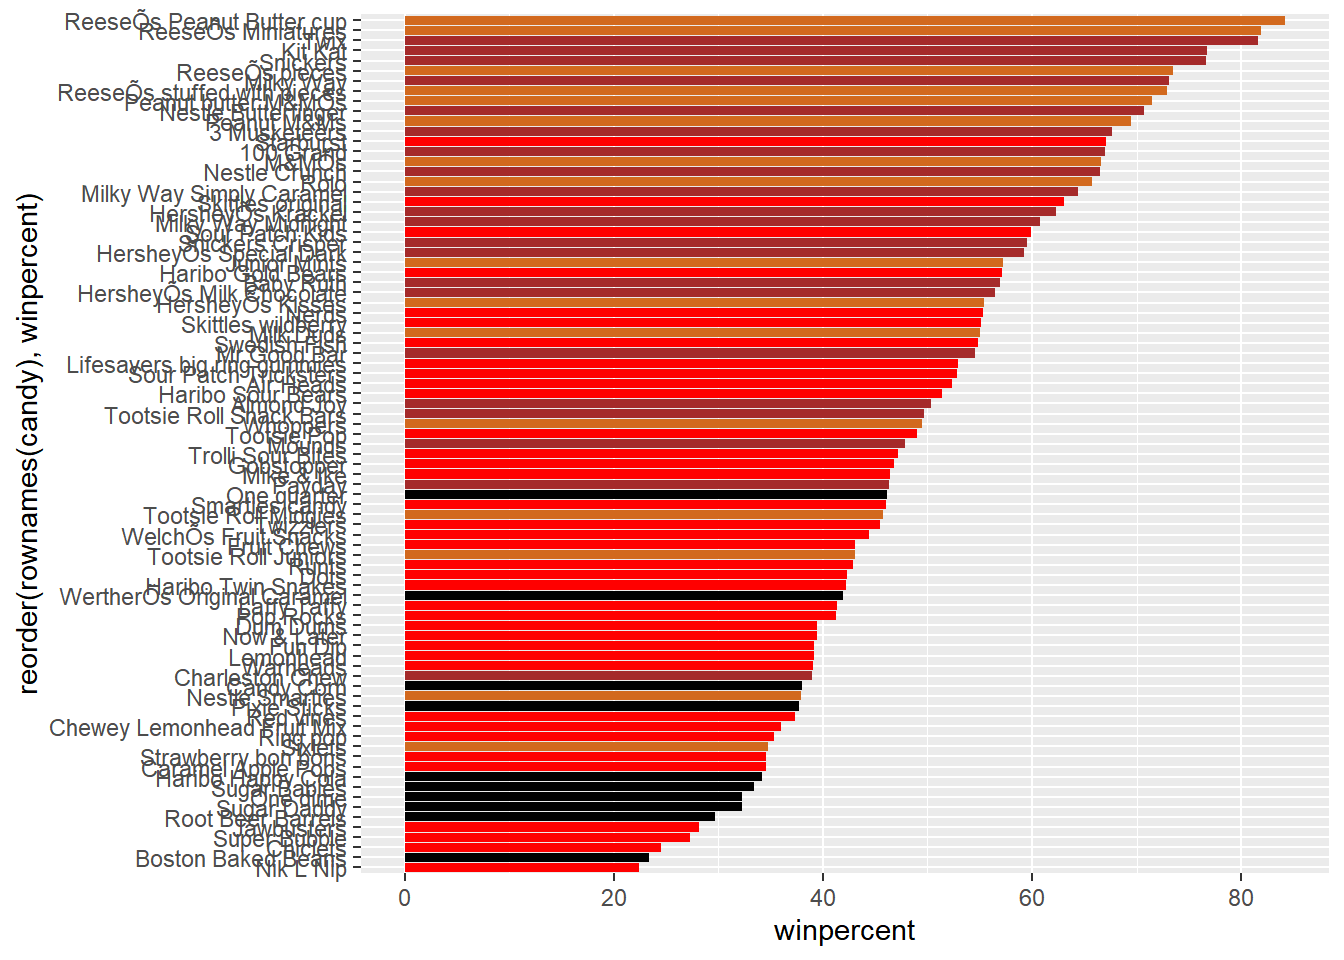 ReeseÕs Peanut Butter cup
ReeseÕs Miniatures
Twix
Kit Kat
Snickers
ReeseÕs pieces
Milky Way
ReeseÕs stuffed with pieces
Peanut butter M&MÕs
Nestle Butterfinger
Peanut M&Ms
3 Musketeers
Starburst
100 Grand
M&MÕs
Nestle Crunch
Rolo
Milky Way Simply Caramel
Skittles original
HersheyÕs Krackel
Milky Way Midnight
Sour Patch Kids
Snickers Crisper
HersheyÕs Special Dark
Junior Mints
Haribo Gold Bears
Baby Ruth
HersheyÕs Milk Chocolate
HersheyÕs Kisses
Nerds
Skittles wildberry
Milk Duds
Swedish Fish
Mr Good Bar
Lifesavers big ring gummies
Sour Patch Tricksters
Air Heads
Haribo Sour Bears
Almond Joy
Tootsie Roll Snack Bars
Whoppers
Tootsie Pop
Mounds
Trolli Sour Bites
Gobstopper
Mike & Ike
Payday
One quarter
Smarties candy
Tootsie Roll Midgies
Twizzlers
WelchÕs Fruit Snacks
Fruit Chews
Tootsie Roll Juniors
Runts
Dots
Haribo Twin Snakes
WertherÕs Original Caramel
Laffy Taffy
Pop Rocks
Dum Dums
Now & Later
Fun Dip
Lemonhead
Warheads
Charleston Chew
Candy Corn
Nestle Smarties
Pixie Sticks
Red vines
Chewey Lemonhead Fruit Mix
Ring pop
Sixlets
Strawberry bon bons
Caramel Apple Pops
Haribo Happy Cola
Sugar Babies
One dime
Sugar Daddy
Root Beer Barrels
Jawbusters
Super Bubble
Chiclets
Boston Baked Beans
Nik L Nip
reorder(rownames(candy), winpercent)
0 20 40 60 80
winpercent